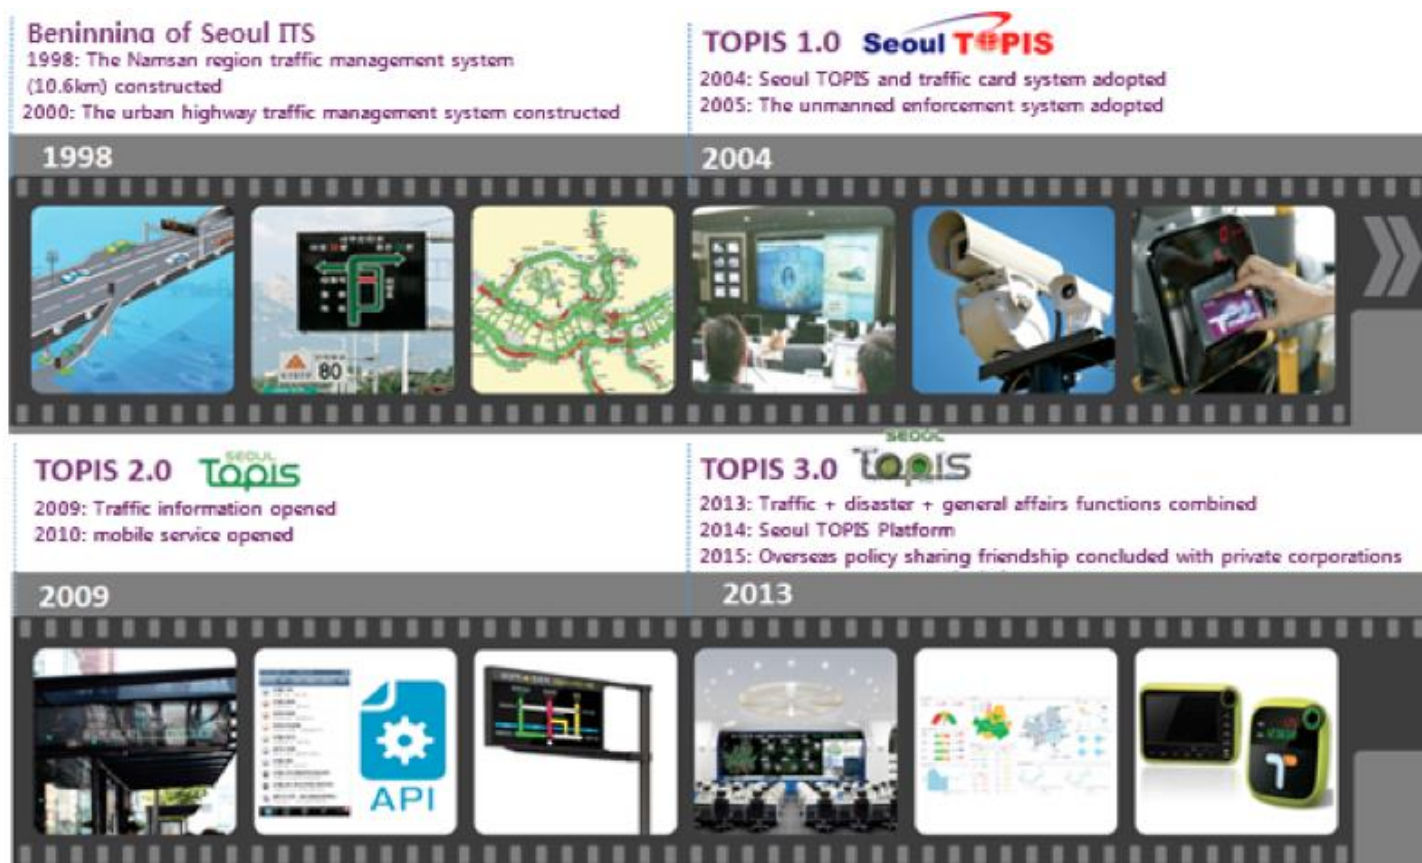 Beninnina of Seoul ITS
1998: The Namsan region traffic management system
(10.6km) constructed
2000: The urban highway traffic management system constructed
TOPIS 1.0 Seoul TOPIS
2004: Seoul TOPIS and traffic card system adopted
2005: The unmanned enforcement system adopted
1998
2004
80
TOPIS 2.0 SEOUL Topis
2009: Traffic information opened
2010: mobile service opened
TOPIS 3.0 SEOUL Topis
2013: Traffic + disaster + general affairs functions combined
2014: Seoul TOPIS Platform
2015: Overseas policy sharing friendship concluded with private corporations
2009
2013
API